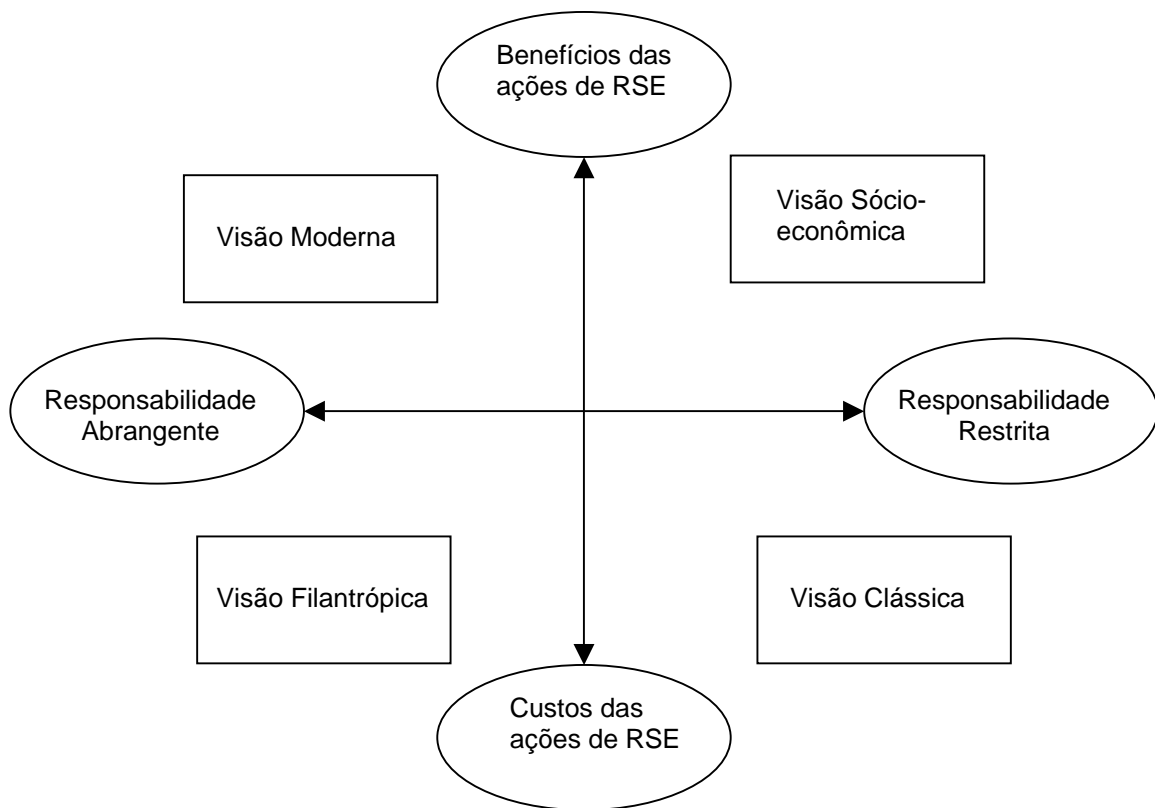 Benefícios das
ações de RSE
Visão Moderna
Visão Sócio-
econômica
Responsabilidade
Abrangente
Responsabilidade
Restrita
Visão Filantrópica
Visão Clássica
Custos das
ações de RSE